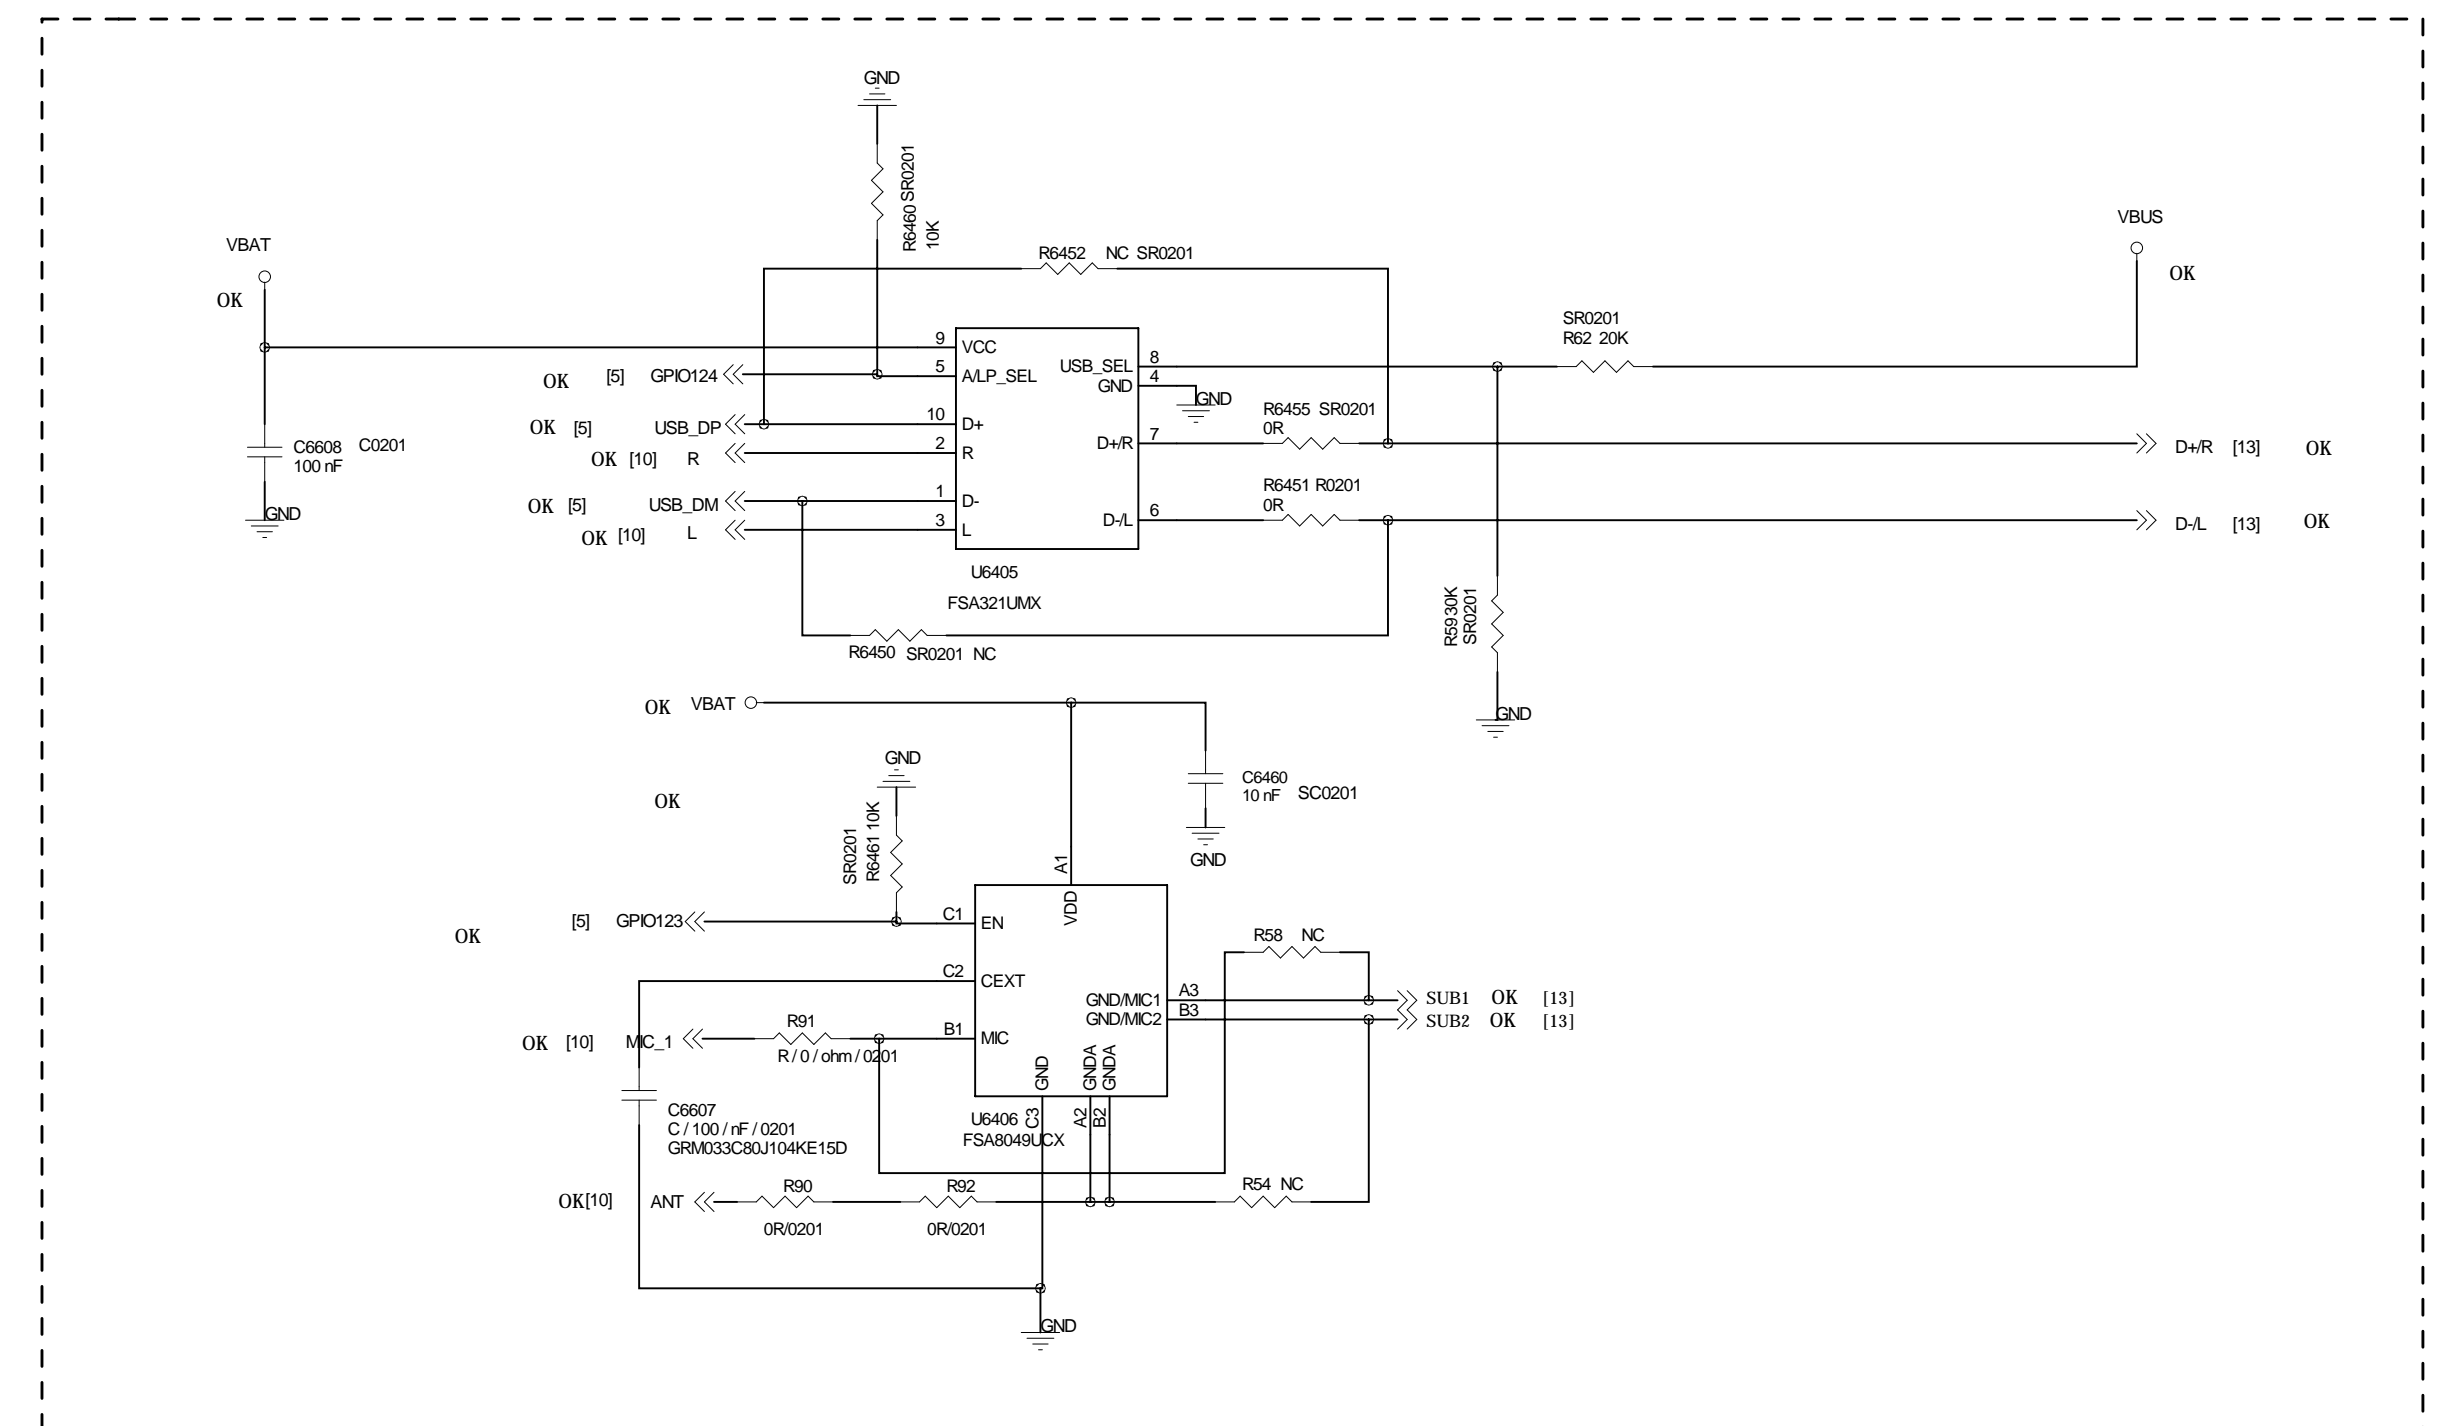 GND
R6460 SR0201
10K
VBUS
OK
VBAT
OK
R6452 NC SR0201
SR0201
R62 20K
9 VCC
OK [5] GPIO124 5 A/LP_SEL
USB_SEL 8
GND 4
GND
OK [5] USB_DP 10 D+
R6455 SR0201
0R
OK [10] R 2 R
D+/R 7
D+/R [13] OK
C6608 C0201
100 nF
OK [5] USB_DM 1 D-
R6451 R0201
0R
OK [10] L 3 L
D-/L 6
D-/L [13] OK
GND
U6405
FSA321UMX
R5930K
SR0201
R6450 SR0201 NC
GND
OK VBAT
GND
OK
C6460
10 nF SC0201
GND
SR0201
R6461 10K
A1
VDD
[5] GPIO123 C1 EN
OK
R58 NC
C2 CEXT
GND/MIC1 A3 SUB1 OK [13]
GND/MIC2 B3 SUB2 OK [13]
R91
OK [10] MIC_1 B1 MIC
R / 0 / ohm / 0201
GND
GNDA
GNDA
C3
A2
B2
C6607
C / 100 / nF / 0201
GRM033C80J104KE15D
U6406
FSA8049UCX
R90 R92 R54 NC
OK[10] ANT
0R/0201 0R/0201
GND